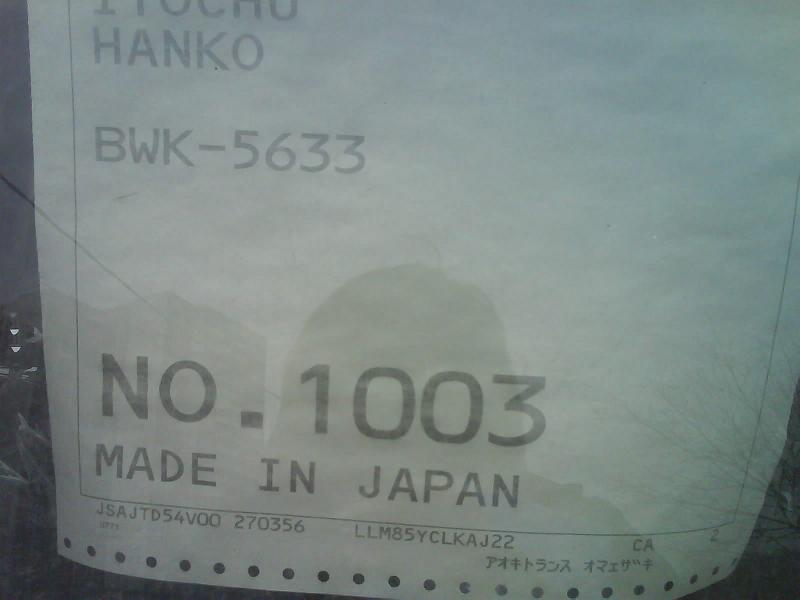 ITOCHU
HANKO
BWK-5633
NO.1003
MADE IN JAPAN
JSAJTD54V00 270356 LLM85YCLKAJ22 CA 2
アオキトランス オマエザキ